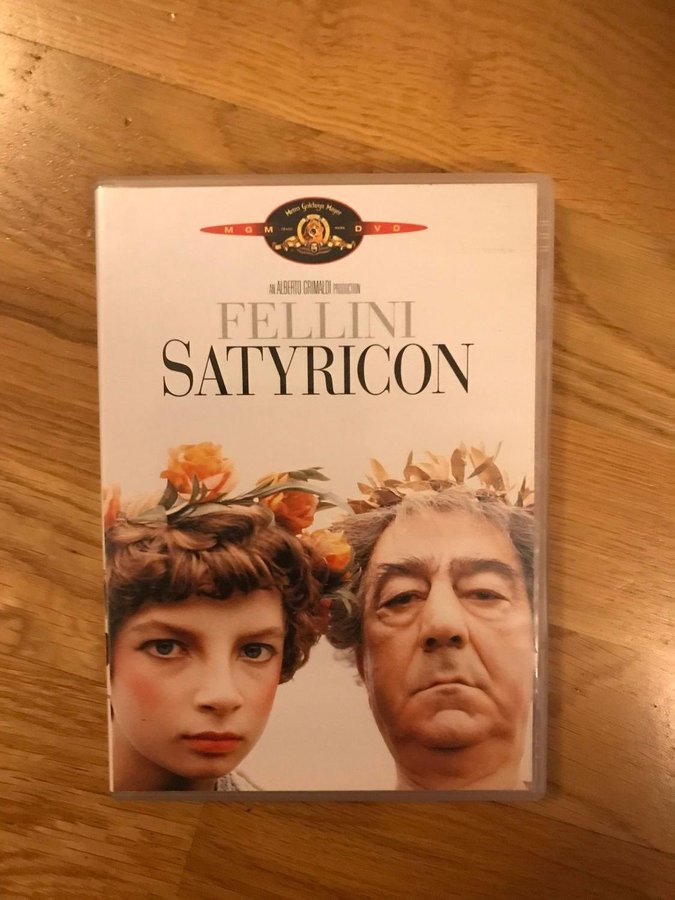 Metro Goldwyn Mayer
MGM DVD
AN ALBERTO GRIMALDI PRODUCTION
FELLINI
SATYRICON